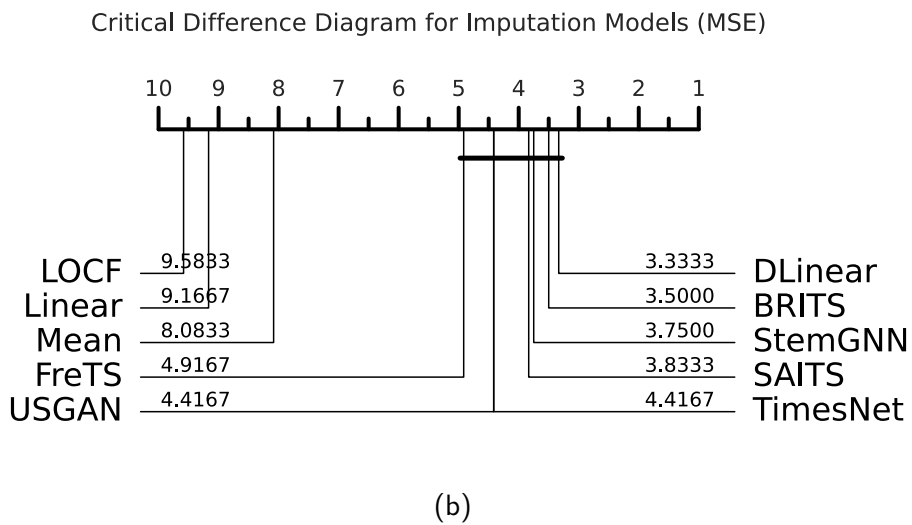 Critical Difference Diagram for Imputation Models (MSE)
10 9 8 7 6 5 4 3 2 1
LOCF 9.5833 3.3333 DLinear
Linear 9.1667 3.5000 BRITS
Mean 8.0833 3.7500 StemGNN
FreTS 4.9167 3.8333 SAITS
USGAN 4.4167 4.4167 TimesNet
(b)